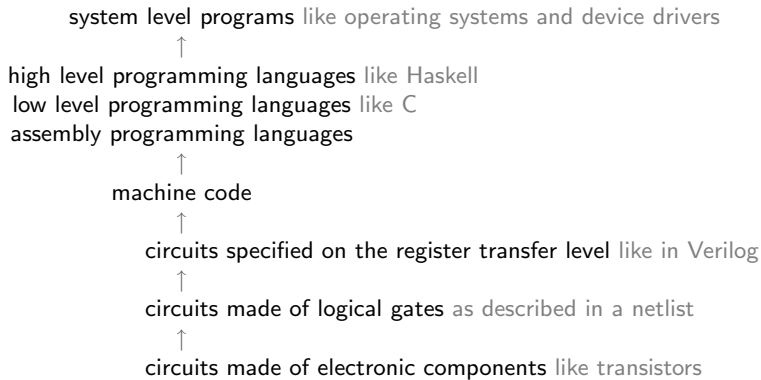 system level programs like operating systems and device drivers
↑
high level programming languages like Haskell
low level programming languages like C
assembly programming languages
↑
machine code
↑
circuits specified on the register transfer level like in Verilog
↑
circuits made of logical gates as described in a netlist
↑
circuits made of electronic components like transistors